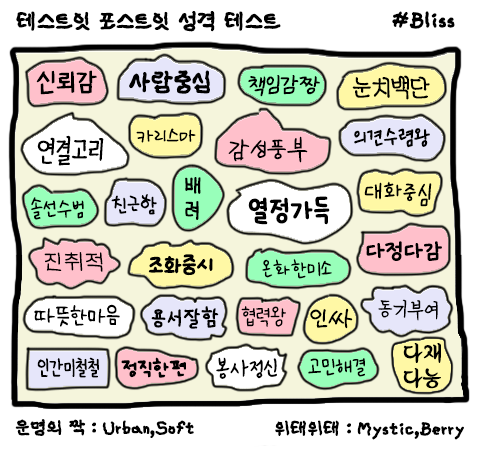 테스트잇 포스트잇 성격 테스트 #Bliss
신뢰감 사람중심 책임감짱 눈치백단
연결고리 카리스마 감성풍부 의견수렴왕
솔선수범 친근함 배려 열정가득 대화중심
진취적 조화중시 온화한미소 다정다감
따뜻한마음 용서잘함 협력왕 인싸 동기부여
인간미철철 정직한편 봉사정신 고민해결 다재다능
운명의 짝 : Urban,Soft 위태위태 : Mystic,Berry